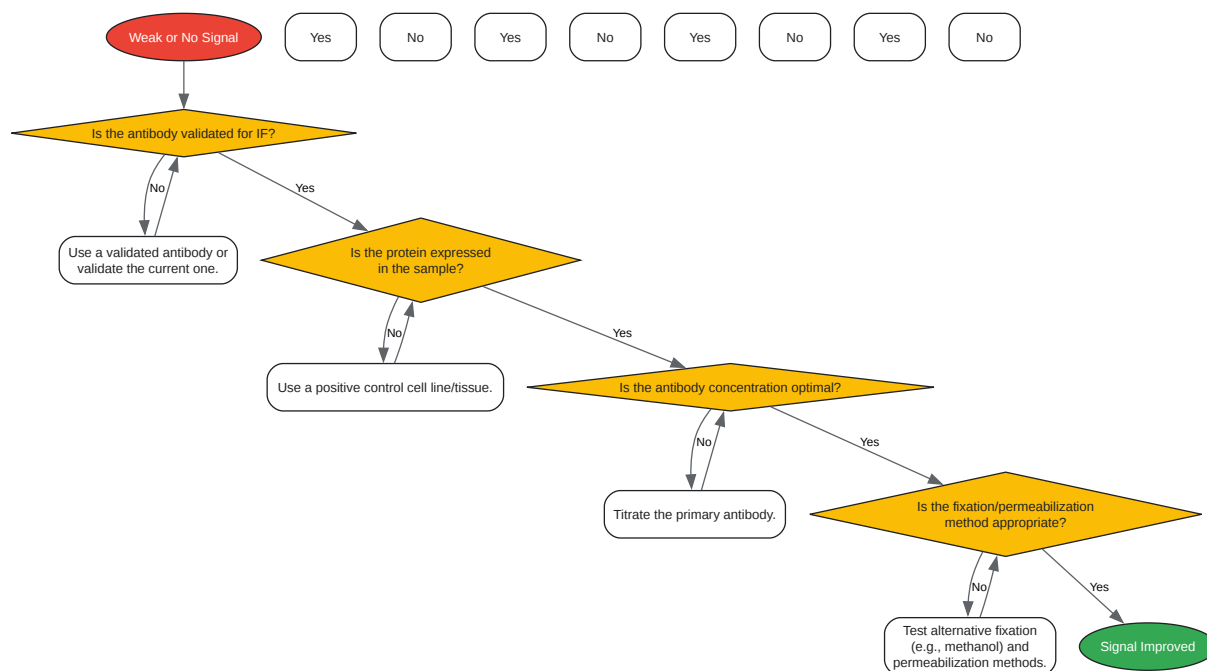 Weak or No Signal
Yes
No
Yes
No
Yes
No
Yes
No
Is the antibody validated for IF?
No
Yes
Use a validated antibody or
validate the current one.
Is the protein expressed
in the sample?
No
Yes
Use a positive control cell line/tissue.
Is the antibody concentration optimal?
No
Yes
Titrate the primary antibody.
Is the fixation/permeabilization
method appropriate?
No
Yes
Test alternative fixation
(e.g., methanol) and
permeabilization methods.
Signal Improved